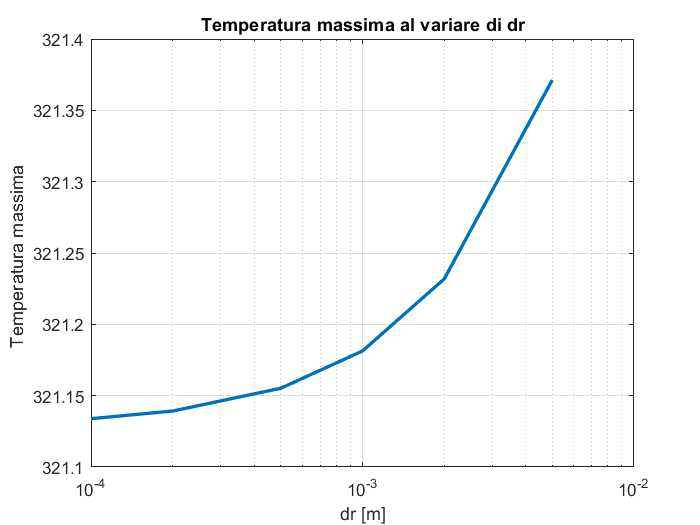 Temperatura massima al variare di dr
321.4
321.35
321.3
321.25
321.2
321.15
321.1
Temperatura massima
10^-4 10^-3 10^-2
dr [m]